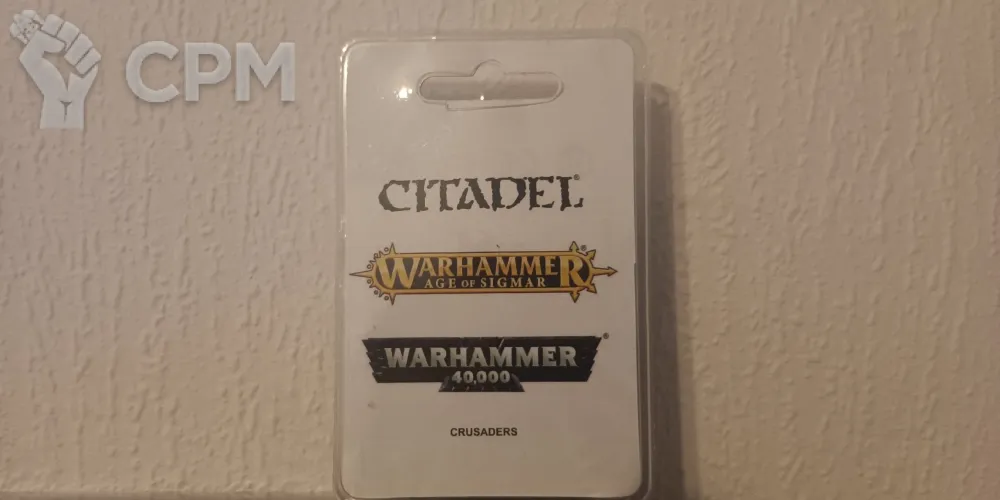 CPM
CITADEL®
WARHAMMER®
AGE OF SIGMAR
WARHAMMER®
40,000
CRUSADERS